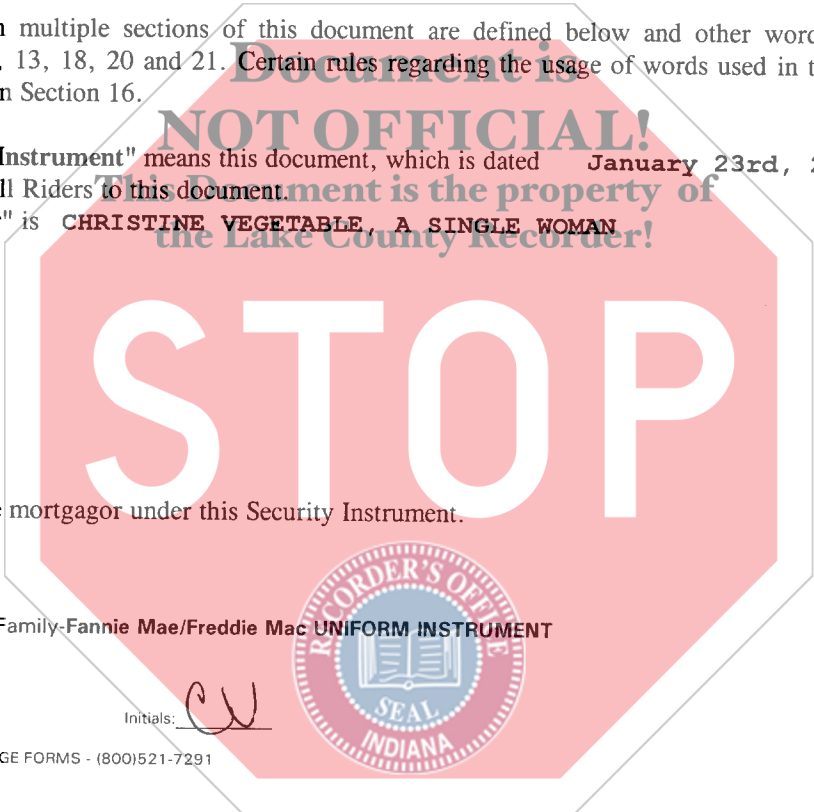 multiple sections of this document are defined below and other
13, 18, 20 and 21. Certain rules regarding the usage of words used in
Section 16.
Document is
NOT OFFICIAL!
Instrument" means this document, which is dated January 23rd,
Riders to this document.
This Document is the property of
" is CHRISTINE VEGETABLE, A SINGLE WOMAN
the Lake County Recorder!
STOP
mortgagor under this Security Instrument.
RECORDER'S OFFICE
Family-Fannie Mae/Freddie Mac UNIFORM INSTRUMENT
SEAL
INDIANA
Initials: CV
GE FORMS - (800)521-7291